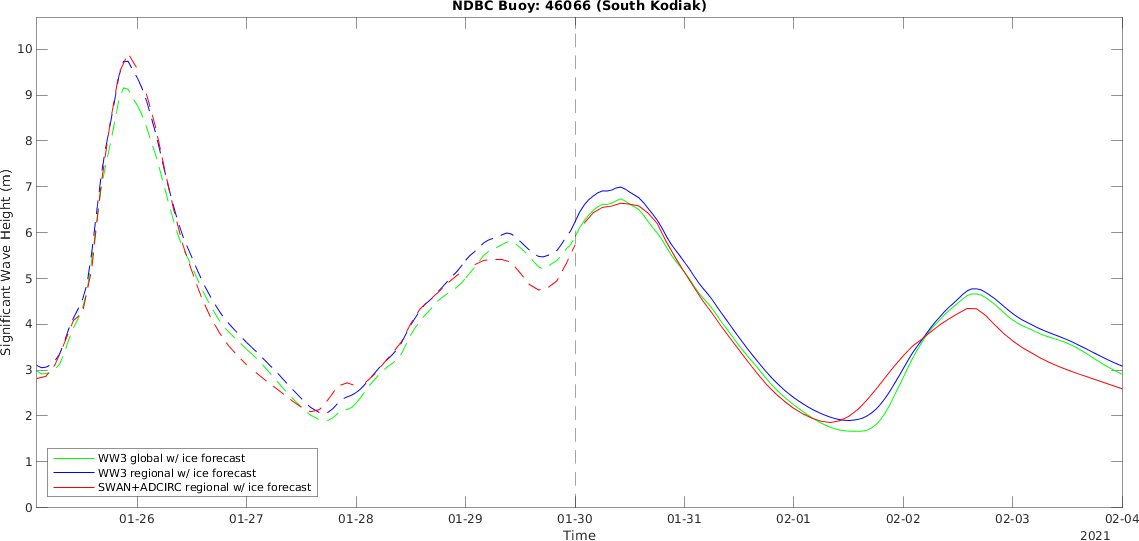 NDBC Buoy: 46066 (South Kodiak)
Significant Wave Height (m)
10
9
8
7
6
5
4
3
2
1
0
WW3 global w/ ice forecast
WW3 regional w/ ice forecast
SWAN+ADCIRC regional w/ ice forecast
01-26 01-27 01-28 01-29 01-30 01-31 02-01 02-02 02-03 02-04
Time
2021